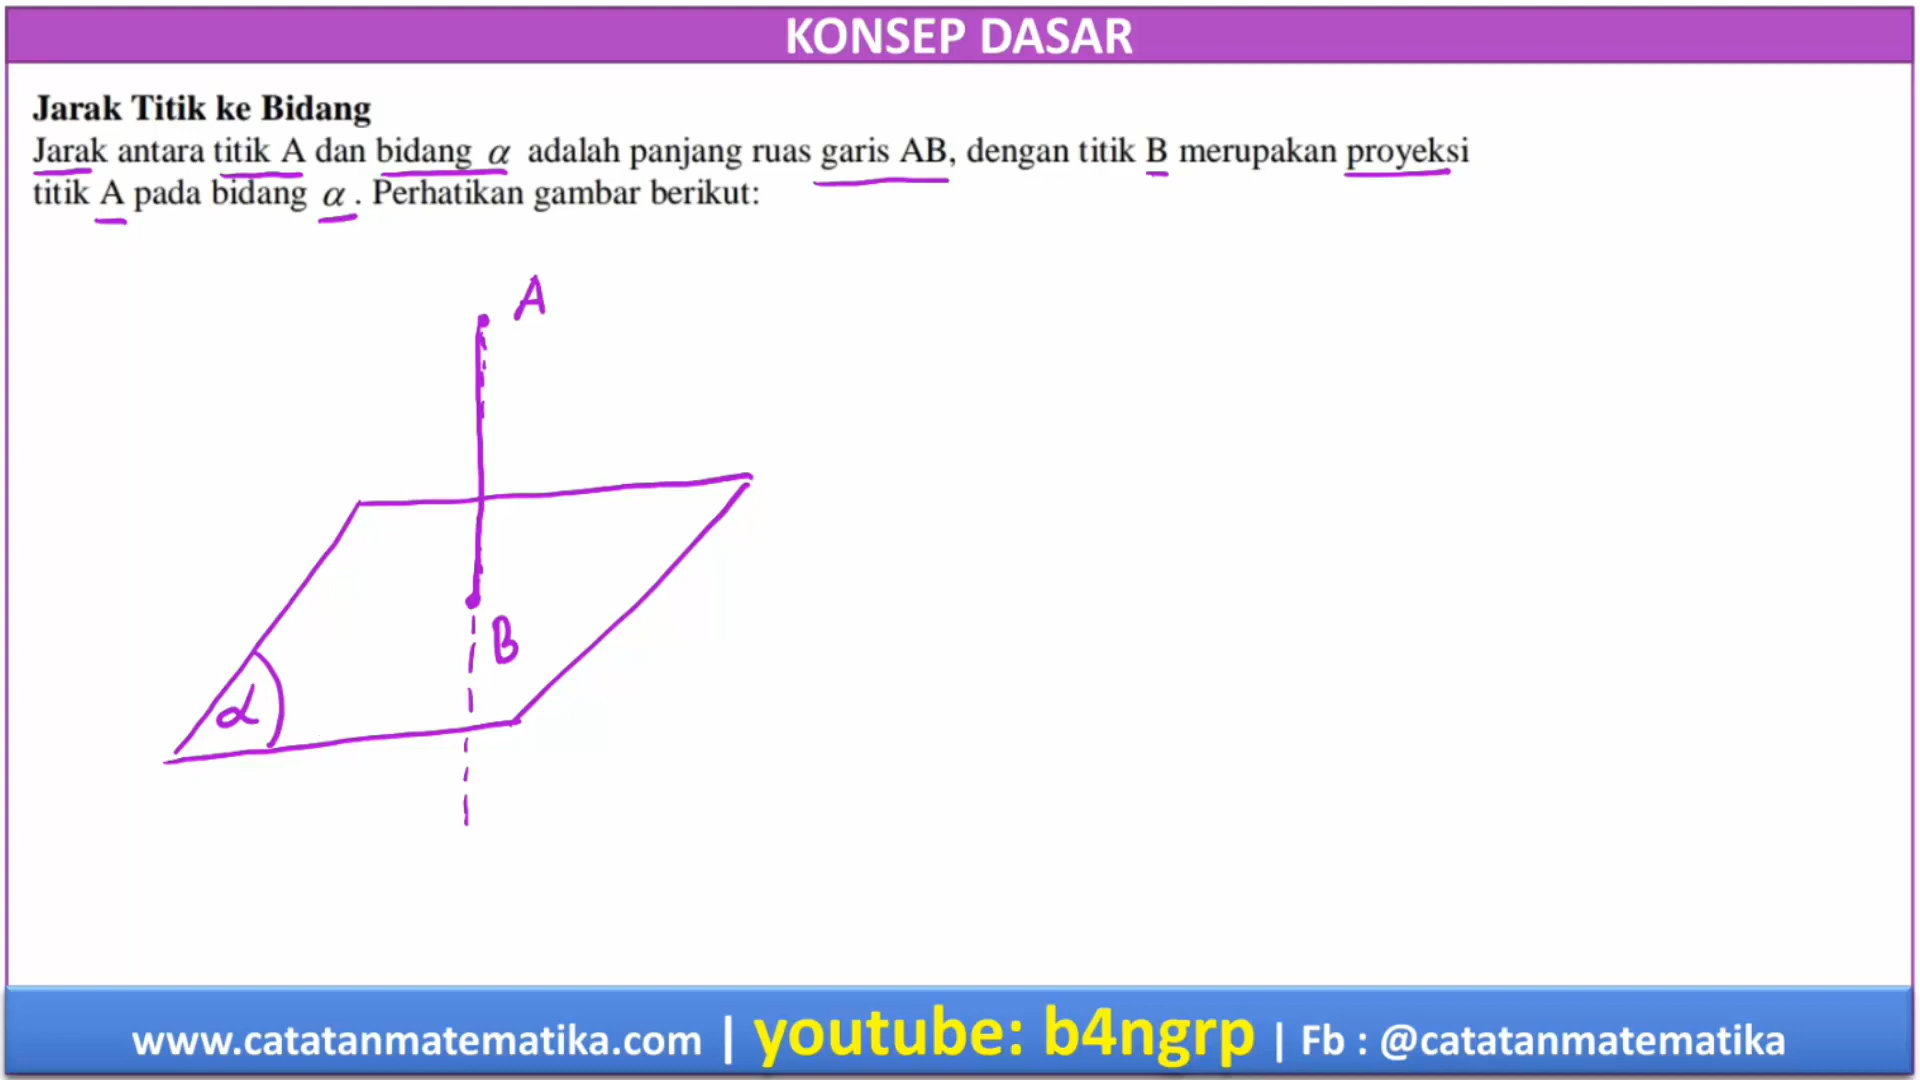 KONSEP DASAR
Jarak Titik ke Bidang
Jarak antara titik A dan bidang α adalah panjang ruas garis AB, dengan titik B merupakan proyeksi
titik A pada bidang α . Perhatikan gambar berikut:
A
B
α
www.catatanmatematika.com | youtube: b4ngrp | Fb : @catatanmatematika